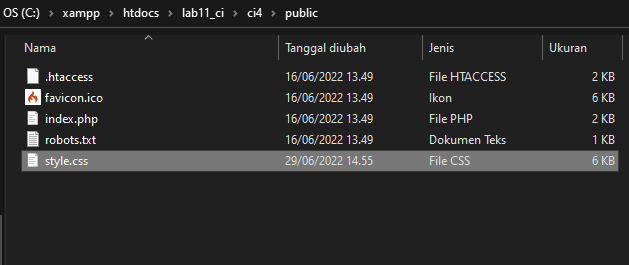 OS (C:) › xampp › htdocs › lab11_ci › ci4 › public
Nama Tanggal diubah Jenis Ukuran
.htaccess 16/06/2022 13.49 File HTACCESS 2 KB
favicon.ico 16/06/2022 13.49 Ikon 6 KB
index.php 16/06/2022 13.49 File PHP 2 KB
robots.txt 16/06/2022 13.49 Dokumen Teks 1 KB
style.css 29/06/2022 14.55 File CSS 6 KB